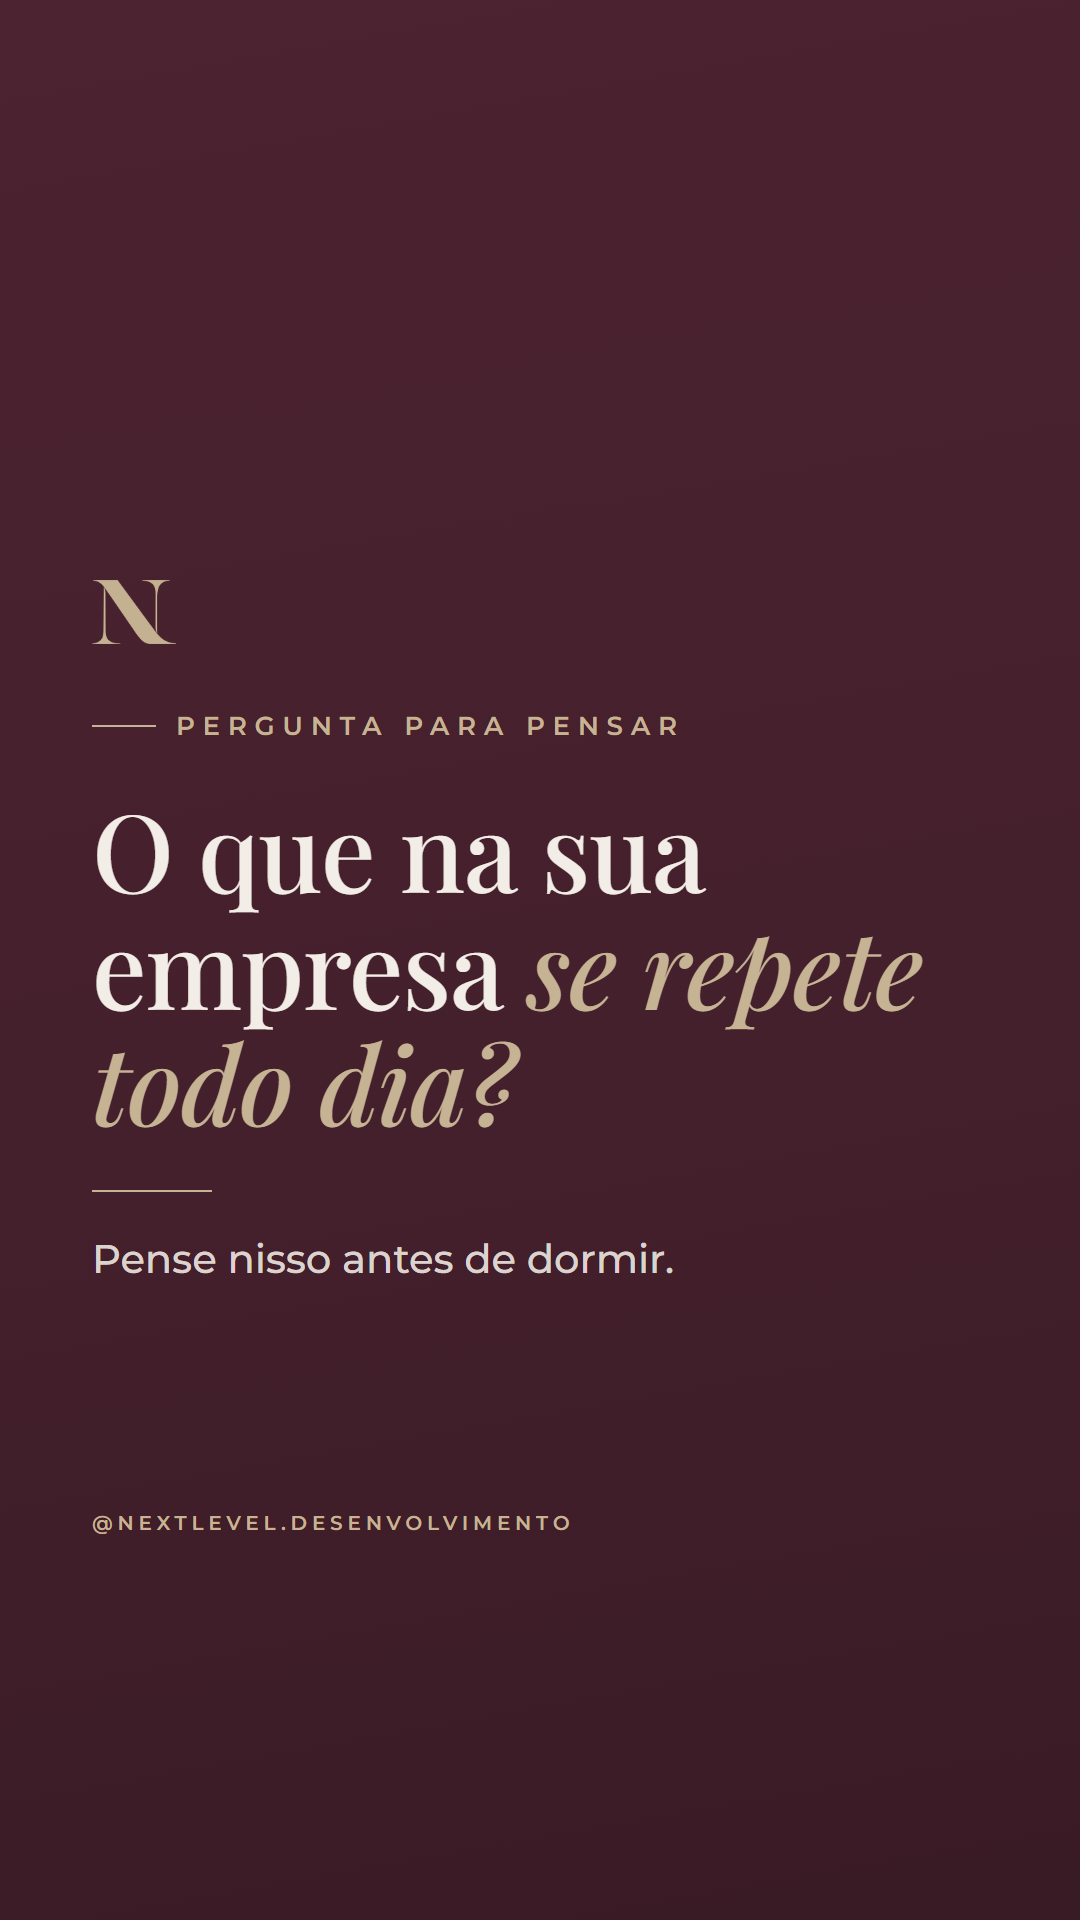 N
PERGUNTA PARA PENSAR
O que na sua
empresa se repete
todo dia?
Pense nisso antes de dormir.
@NEXTLEVEL.DESENVOLVIMENTO